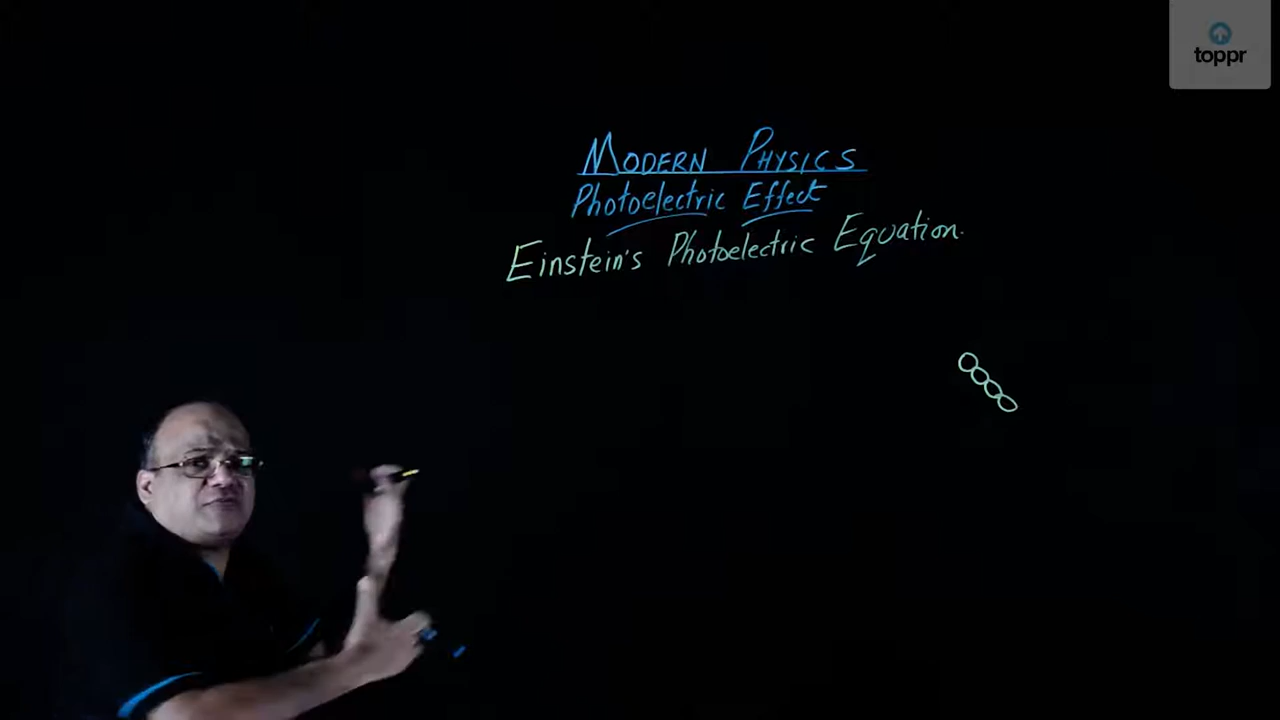 toppr
MODERN PHYSICS
Photoelectric Effect
Einstein's Photoelectric Equation.